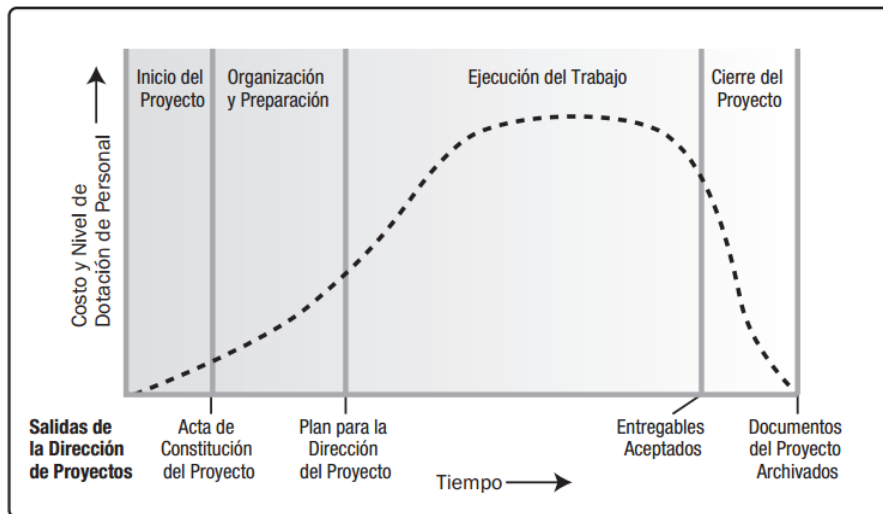 Inicio del
Proyecto
Organización
y Preparación
Ejecución del Trabajo
Cierre del
Proyecto
Costo y Nivel de
Dotación de Personal
Salidas de
la Dirección
de Proyectos
Acta de
Constitución
del Proyecto
Plan para la
Dirección
del Proyecto
Entregables
Aceptados
Documentos
del Proyecto
Archivados
Tiempo